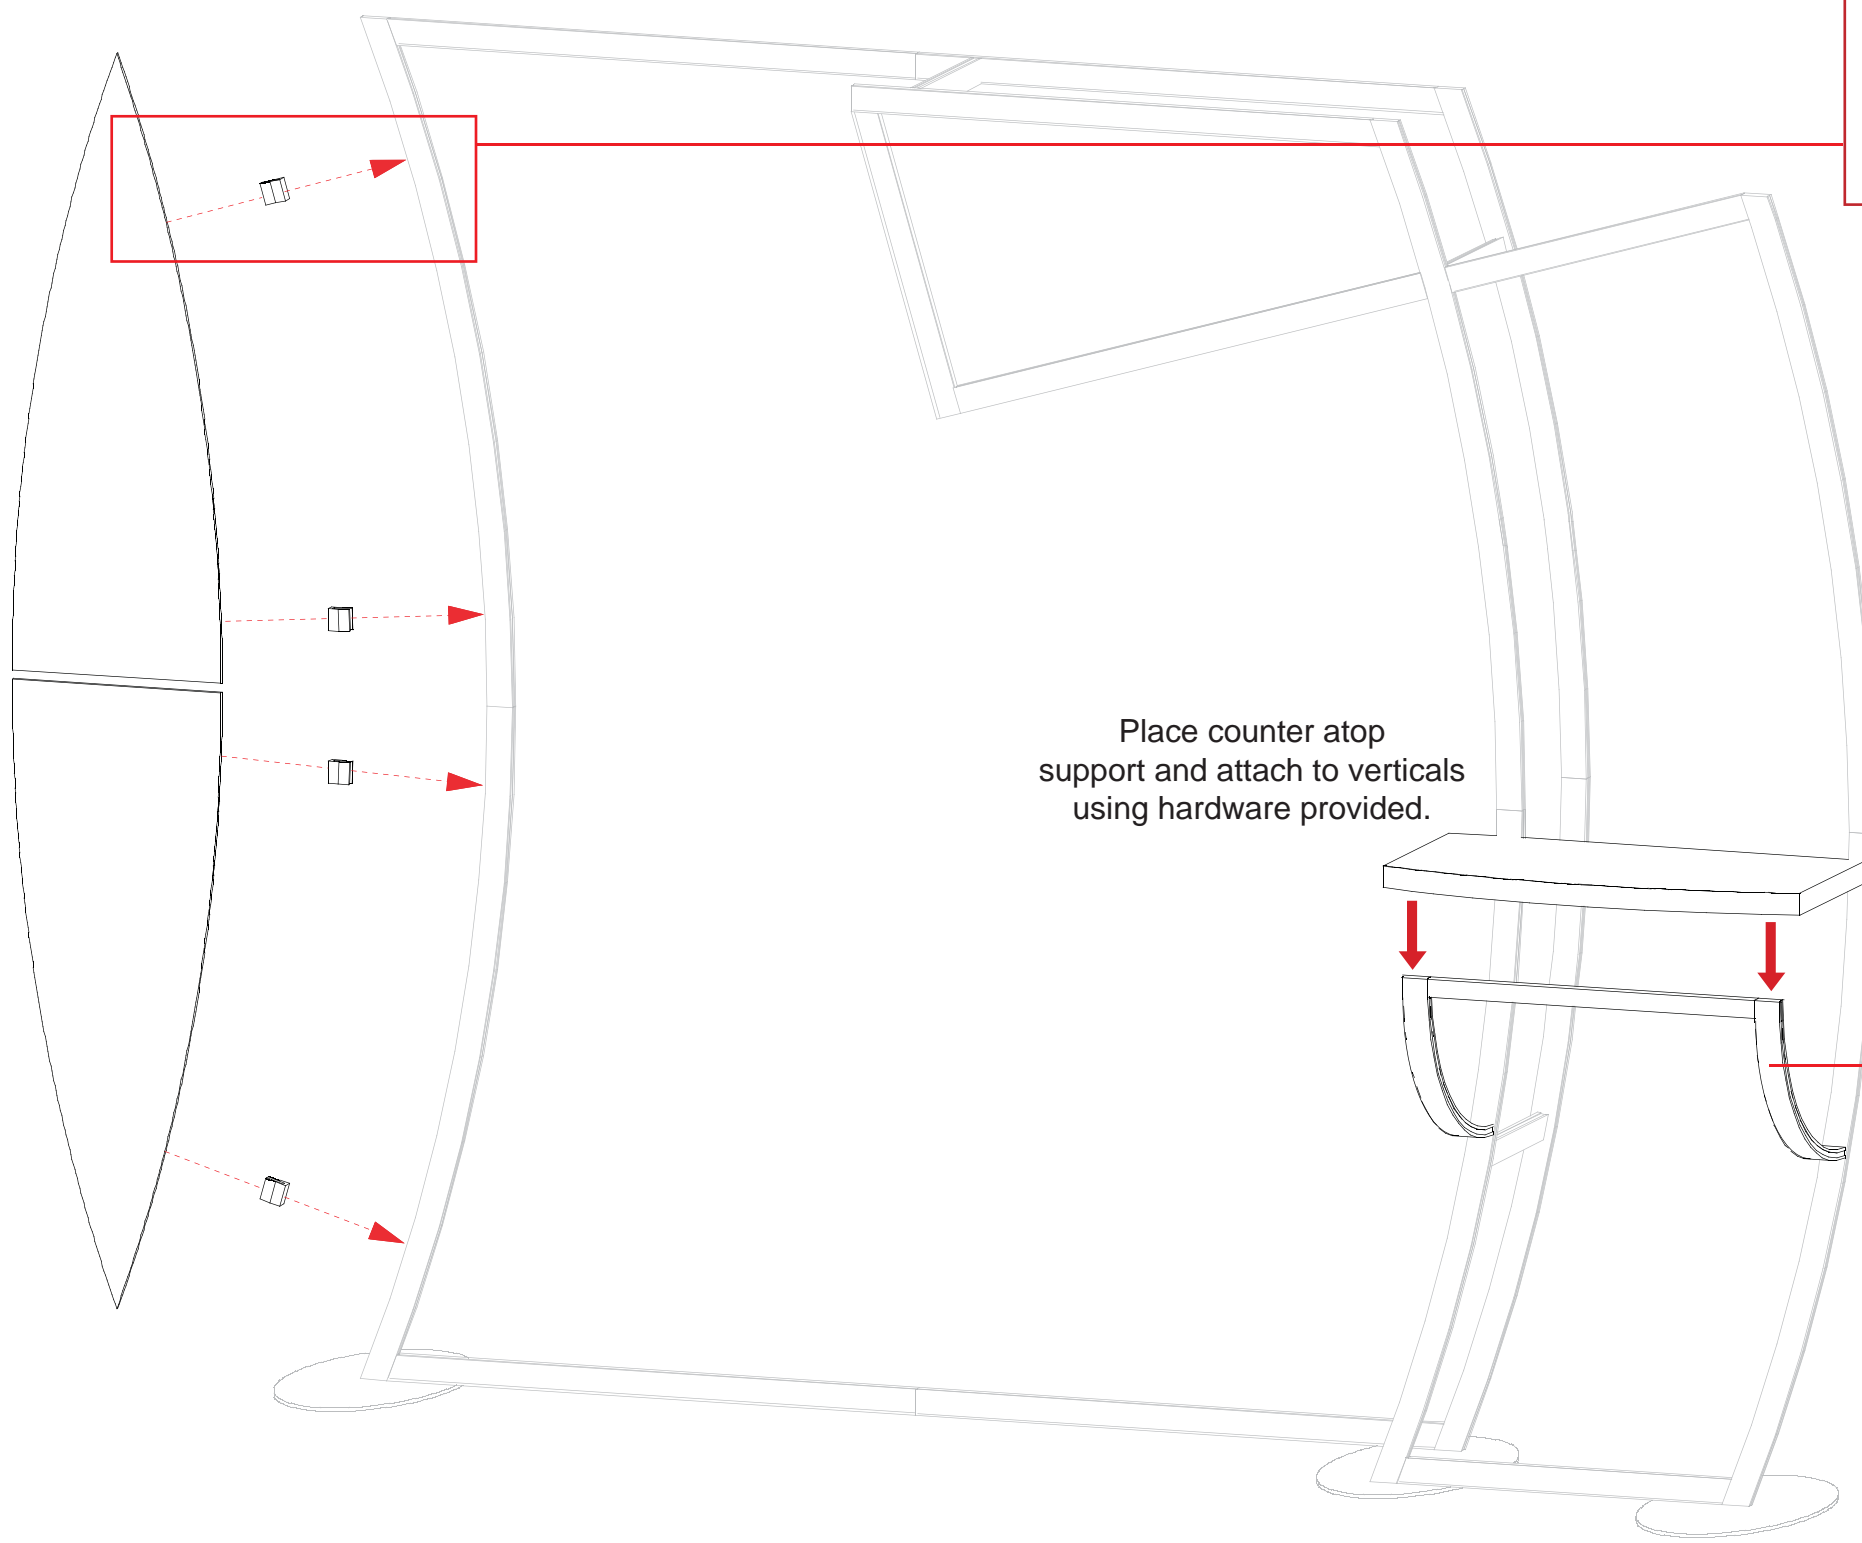 Place counter atop
support and attach to verticals
using hardware provided.